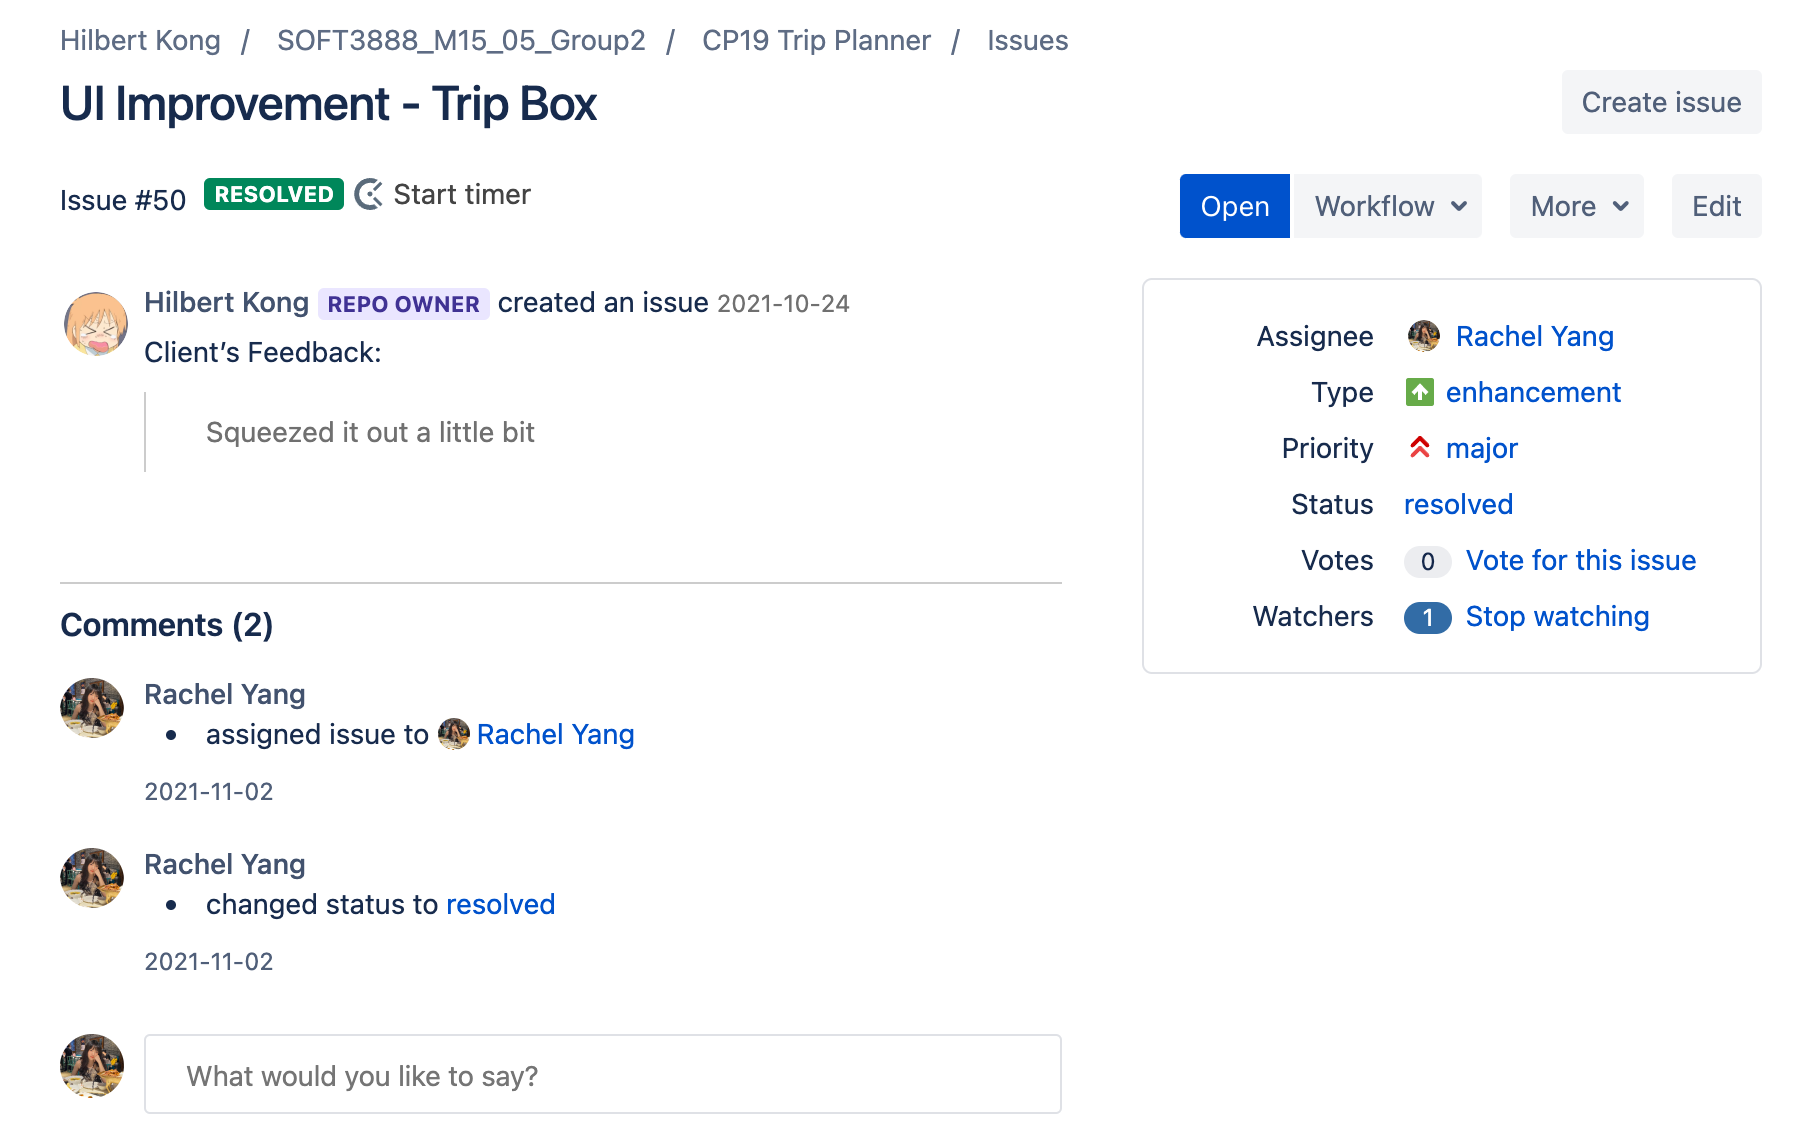 Hilbert Kong / SOFT3888_M15_05_Group2 / CP19 Trip Planner / Issues
UI Improvement - Trip Box
Create issue
Issue #50 RESOLVED Start timer
Open Workflow More Edit
Hilbert Kong REPO OWNER created an issue 2021-10-24
Client’s Feedback:
Squeezed it out a little bit
Assignee Rachel Yang
Type enhancement
Priority major
Status resolved
Votes 0 Vote for this issue
Watchers 1 Stop watching
Comments (2)
Rachel Yang
• assigned issue to Rachel Yang
2021-11-02
Rachel Yang
• changed status to resolved
2021-11-02
What would you like to say?